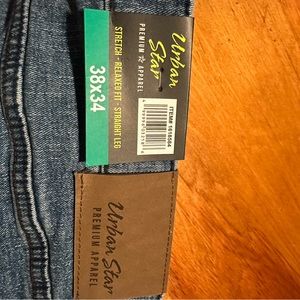 Urban
Star
PREMIUM ☆ APPAREL
STRETCH - RELAXED FIT - STRAIGHT LEG
38X34
Urban Star
PREMIUM APPAREL